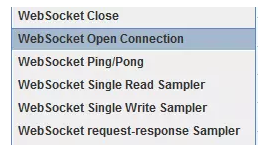 WebSocket Close
WebSocket Open Connection
WebSocket Ping/Pong
WebSocket Single Read Sampler
WebSocket Single Write Sampler
WebSocket request-response Sampler